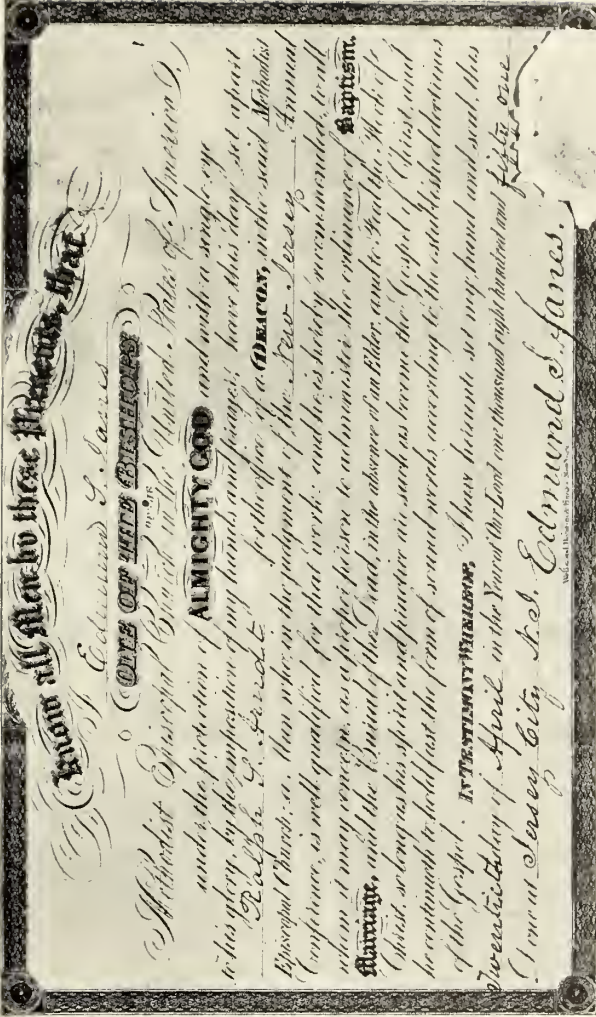 Know all Men by these Presents, that
I Edmund S. Janes
ONE OF THE BISHOPS
OF THE
Methodist Episcopal Church in the United States of America
under the protection of ALMIGHTY GOD and with a single eye
to his glory, by the imposition of my hands and prayer, have this day set apart
Ralph S. Arndt for the office of a DEACON, in the said Methodist
Episcopal Church, a man who in the judgment of the New Jersey Annual
Conference, is well qualified for that work: and he is hereby recommended, to all
whom it may concern, as a proper person to administer the ordinance of Baptism,
Marriage, and the Burial of the Dead, in the absence of an Elder, and to feed the flock of
Christ, so long as his spirit and practice are such as become the Gospel of Christ, and
he continueth to hold fast the form of sound words, according to the established doctrines
of the Gospel. IN TESTIMONY WHEREOF, I have hereunto set my hand and seal, this
Twentieth day of April in the Year of Our Lord, one thousand eight hundred and fifty one
Done at Jersey City N.J. Edmund S. Janes.